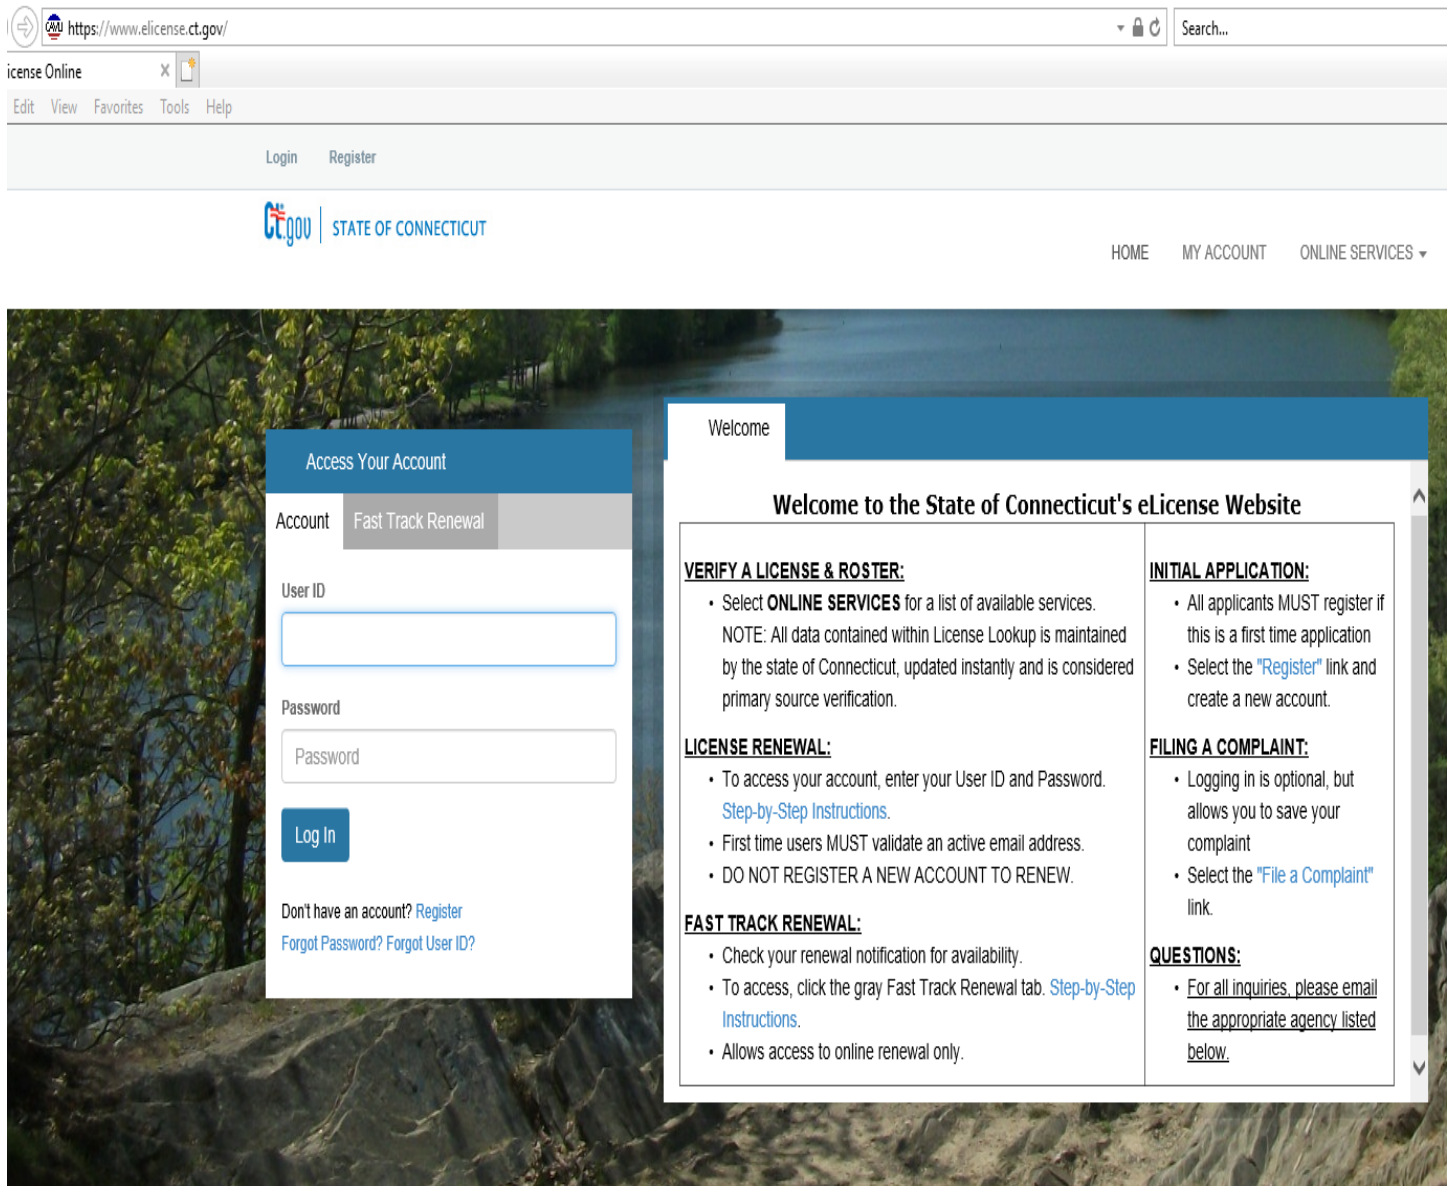 CAVU https://www.elicense.ct.gov/ Search...
icense Online
Edit View Favorites Tools Help
Login Register
Ct.gov STATE OF CONNECTICUT
HOME MY ACCOUNT ONLINE SERVICES
Access Your Account
Account Fast Track Renewal
User ID
Password
Password
Log In
Don't have an account? Register
Forgot Password? Forgot User ID?
Welcome
Welcome to the State of Connecticut's eLicense Website
VERIFY A LICENSE & ROSTER:
• Select ONLINE SERVICES for a list of available services.
NOTE: All data contained within License Lookup is maintained
by the state of Connecticut, updated instantly and is considered
primary source verification.
LICENSE RENEWAL:
• To access your account, enter your User ID and Password.
Step-by-Step Instructions.
• First time users MUST validate an active email address.
• DO NOT REGISTER A NEW ACCOUNT TO RENEW.
FAST TRACK RENEWAL:
• Check your renewal notification for availability.
• To access, click the gray Fast Track Renewal tab. Step-by-Step
Instructions.
• Allows access to online renewal only.
INITIAL APPLICATION:
• All applicants MUST register if
this is a first time application
• Select the "Register" link and
create a new account.
FILING A COMPLAINT:
• Logging in is optional, but
allows you to save your
complaint
• Select the "File a Complaint"
link.
QUESTIONS:
• For all inquiries, please email
the appropriate agency listed
below.